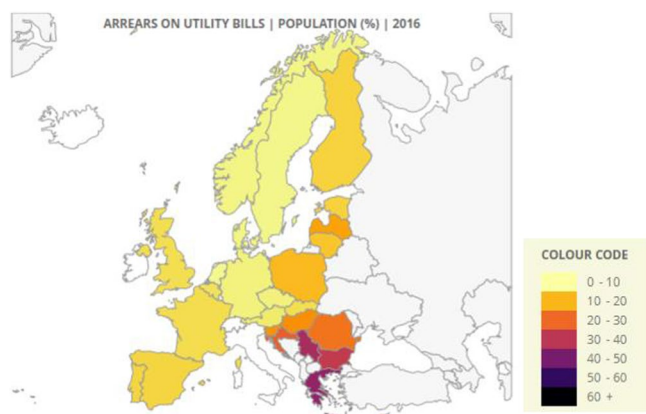 ARREARS ON UTILITY BILLS | POPULATION (%) | 2016
COLOUR CODE
0 - 10
10 - 20
20 - 30
30 - 40
40 - 50
50 - 60
60 +